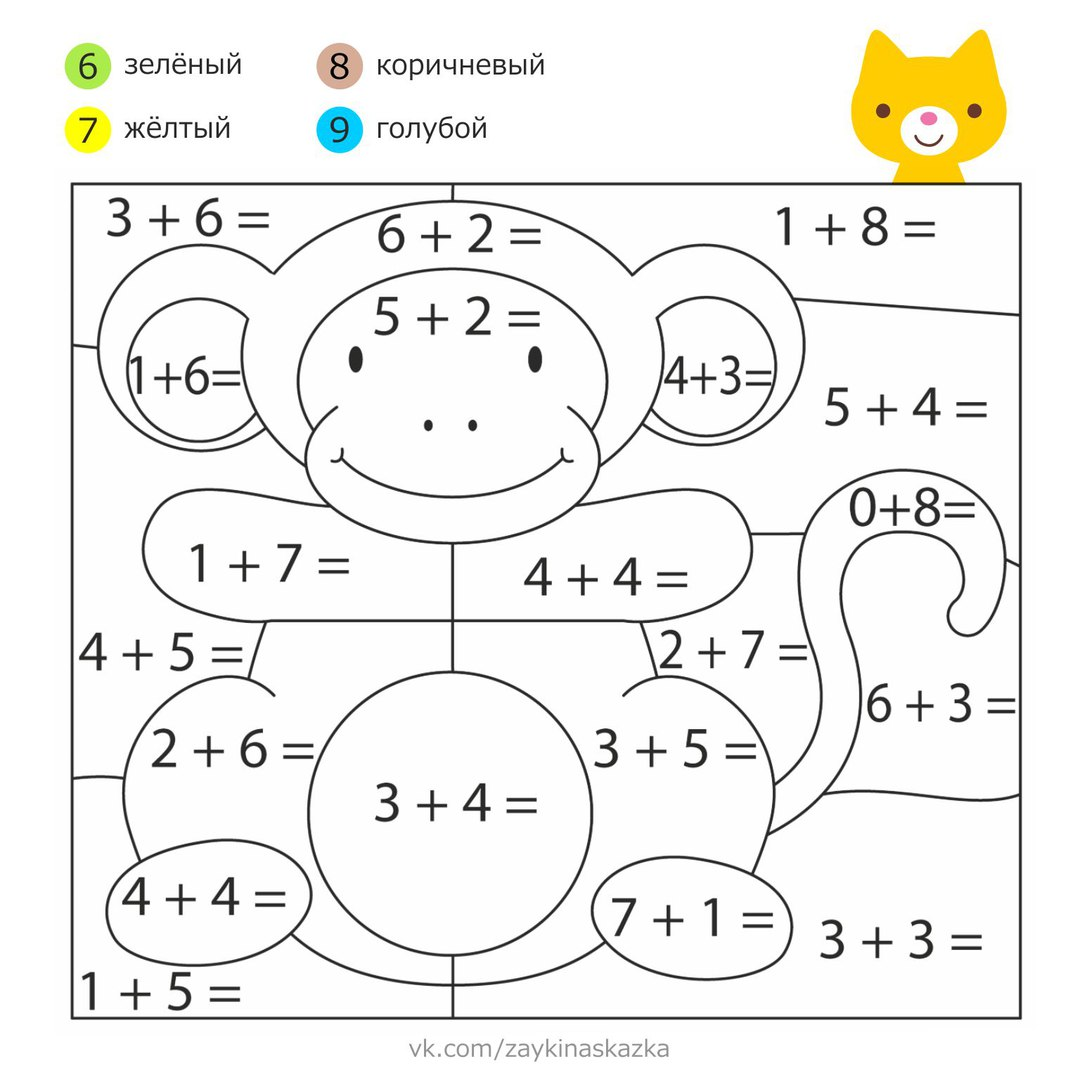 6 зелёный 8 коричневый
7 жёлтый 9 голубой
3 + 6 =
6 + 2 =
1 + 8 =
5 + 2 =
1+6=
4+3=
5 + 4 =
0+8=
1 + 7 =
4 + 4 =
4 + 5 =
2 + 7 =
6 + 3 =
2 + 6 =
3 + 5 =
3 + 4 =
4 + 4 =
7 + 1 =
3 + 3 =
1 + 5 =
vk.com/zaykinaskazka